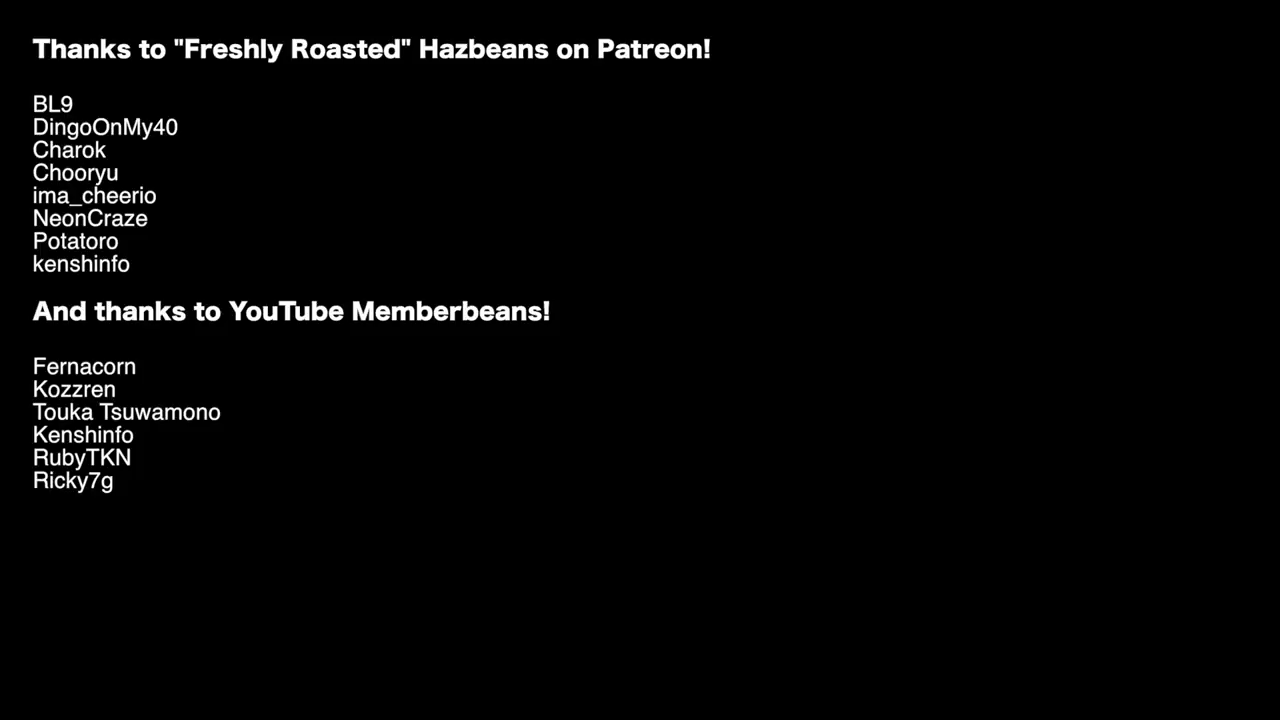 Thanks to "Freshly Roasted" Hazbeans on Patreon!
BL9
DingoOnMy40
Charok
Chooryu
ima_cheerio
NeonCraze
Potatoro
kenshinfo
And thanks to YouTube Memberbeans!
Fernacorn
Kozzren
Touka Tsuwamono
Kenshinfo
RubyTKN
Ricky7g